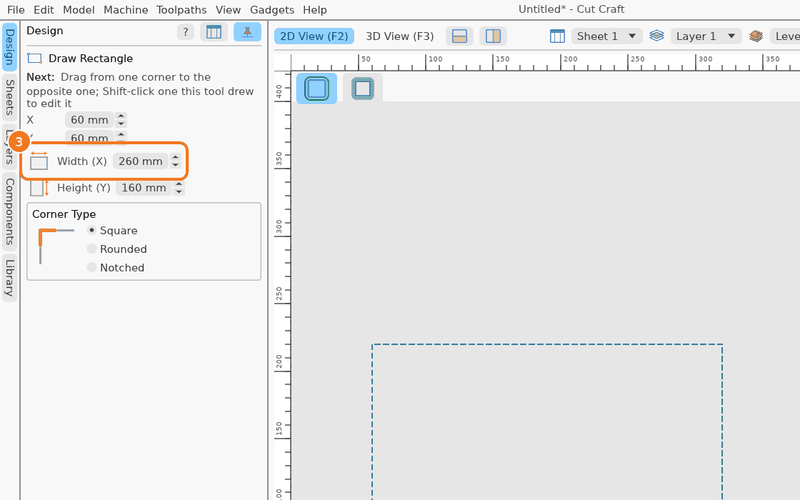 File Edit Model Machine Toolpaths View Gadgets Help Untitled* - Cut Craft
Design ?
2D View (F2) 3D View (F3) Sheet 1 Layer 1 Leve
Design
Sheets
Components
Library
Draw Rectangle
Next: Drag from one corner to the
opposite one; Shift-click one this tool drew
to edit it
X 60 mm
60 mm
3
Width (X) 260 mm
Height (Y) 160 mm
Corner Type
Square
Rounded
Notched
50 100 150 200 250 300 350
400
350
300
250
200
150